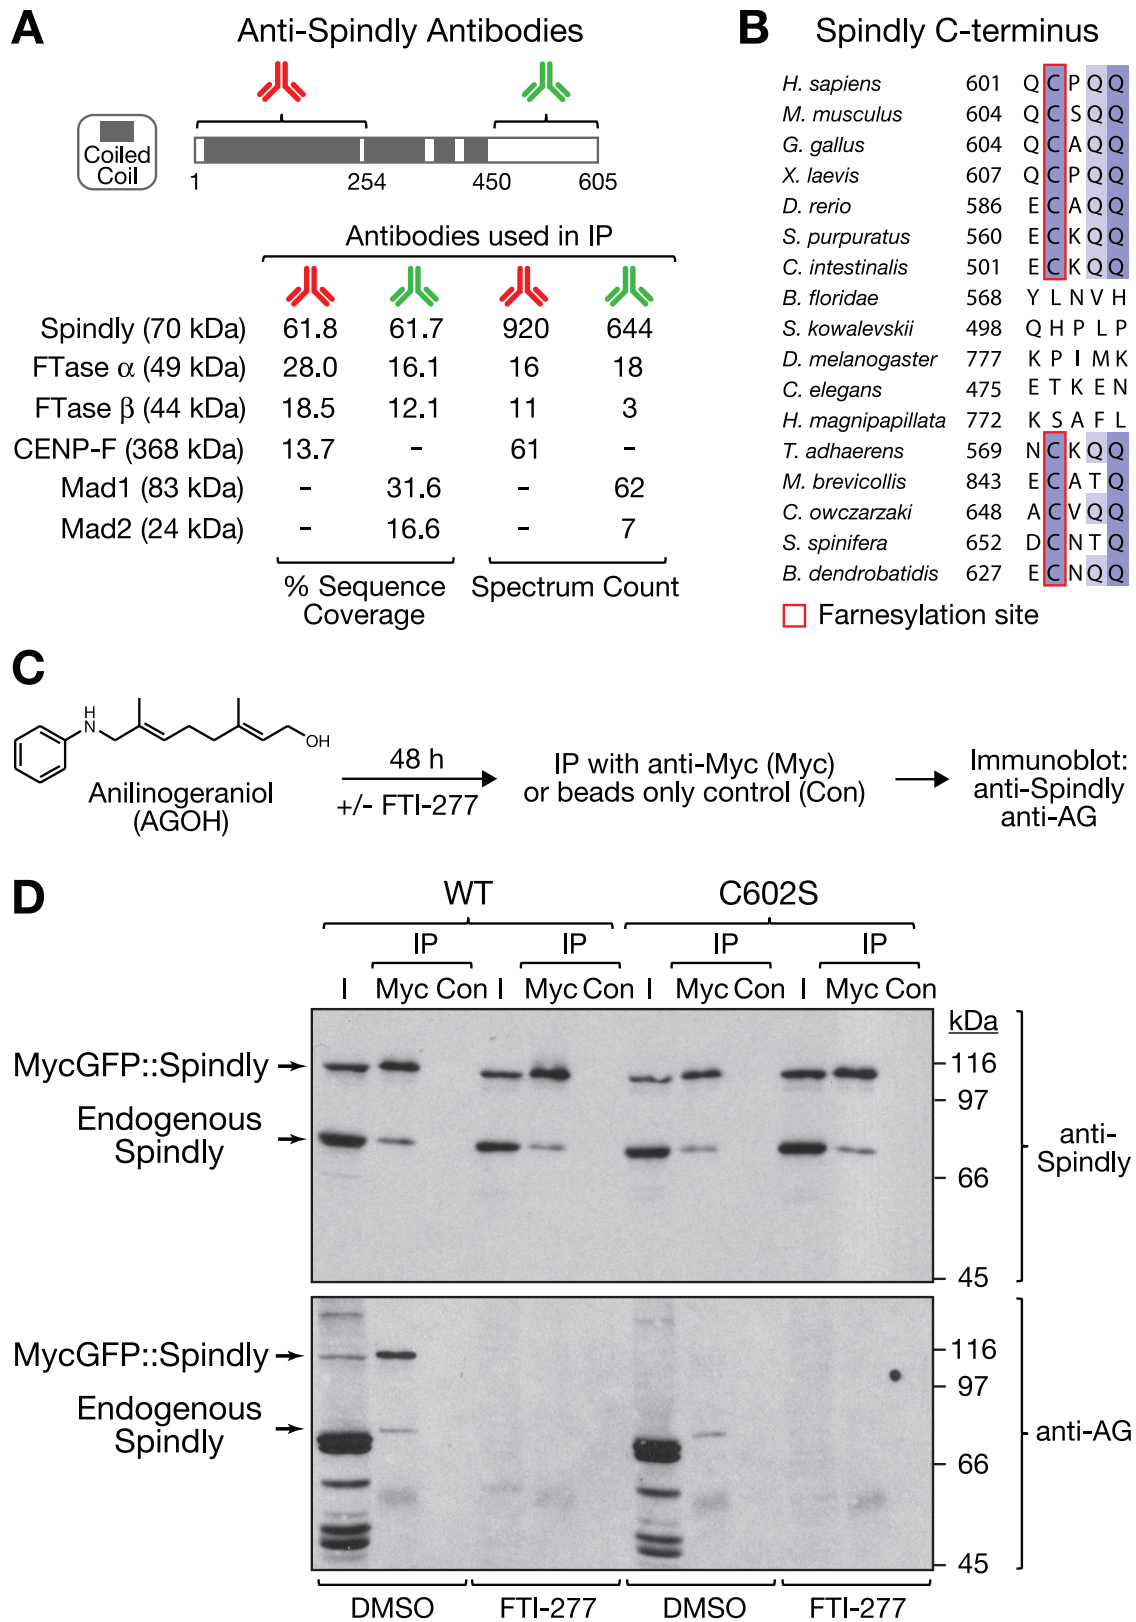 A
Anti-Spindly Antibodies
Coiled
Coil
1
254
450
605
Antibodies used in IP
Spindly (70 kDa) 61.8 61.7 920 644
FTase α (49 kDa) 28.0 16.1 16 18
FTase β (44 kDa) 18.5 12.1 11 3
CENP-F (368 kDa) 13.7 – 61 –
Mad1 (83 kDa) – 31.6 – 62
Mad2 (24 kDa) – 16.6 – 7
% Sequence
Coverage
Spectrum Count
B
Spindly C-terminus
H. sapiens 601 Q C P Q Q
M. musculus 604 Q C S Q Q
G. gallus 604 Q C A Q Q
X. laevis 607 Q C P Q Q
D. rerio 586 E C A Q Q
S. purpuratus 560 E C K Q Q
C. intestinalis 501 E C K Q Q
B. floridae 568 Y L N V H
S. kowalevskii 498 Q H P L P
D. melanogaster 777 K P I M K
C. elegans 475 E T K E N
H. magnipapillata 772 K S A F L
T. adhaerens 569 N C K Q Q
M. brevicollis 843 E C A T Q
C. owczarzaki 648 A C V Q Q
S. spinifera 652 D C N T Q
B. dendrobatidis 627 E C N Q Q
Farnesylation site
C
H
N
OH
Anilinogeraniol
(AGOH)
48 h
+/- FTI-277
IP with anti-Myc (Myc)
or beads only control (Con)
Immunoblot:
anti-Spindly
anti-AG
D
WT C602S
IP IP IP IP
I Myc Con I Myc Con I Myc Con I Myc Con
kDa
MycGFP::Spindly
Endogenous
Spindly
116
97
66
45
anti-
Spindly
MycGFP::Spindly
Endogenous
Spindly
116
97
66
45
anti-AG
DMSO FTI-277 DMSO FTI-277